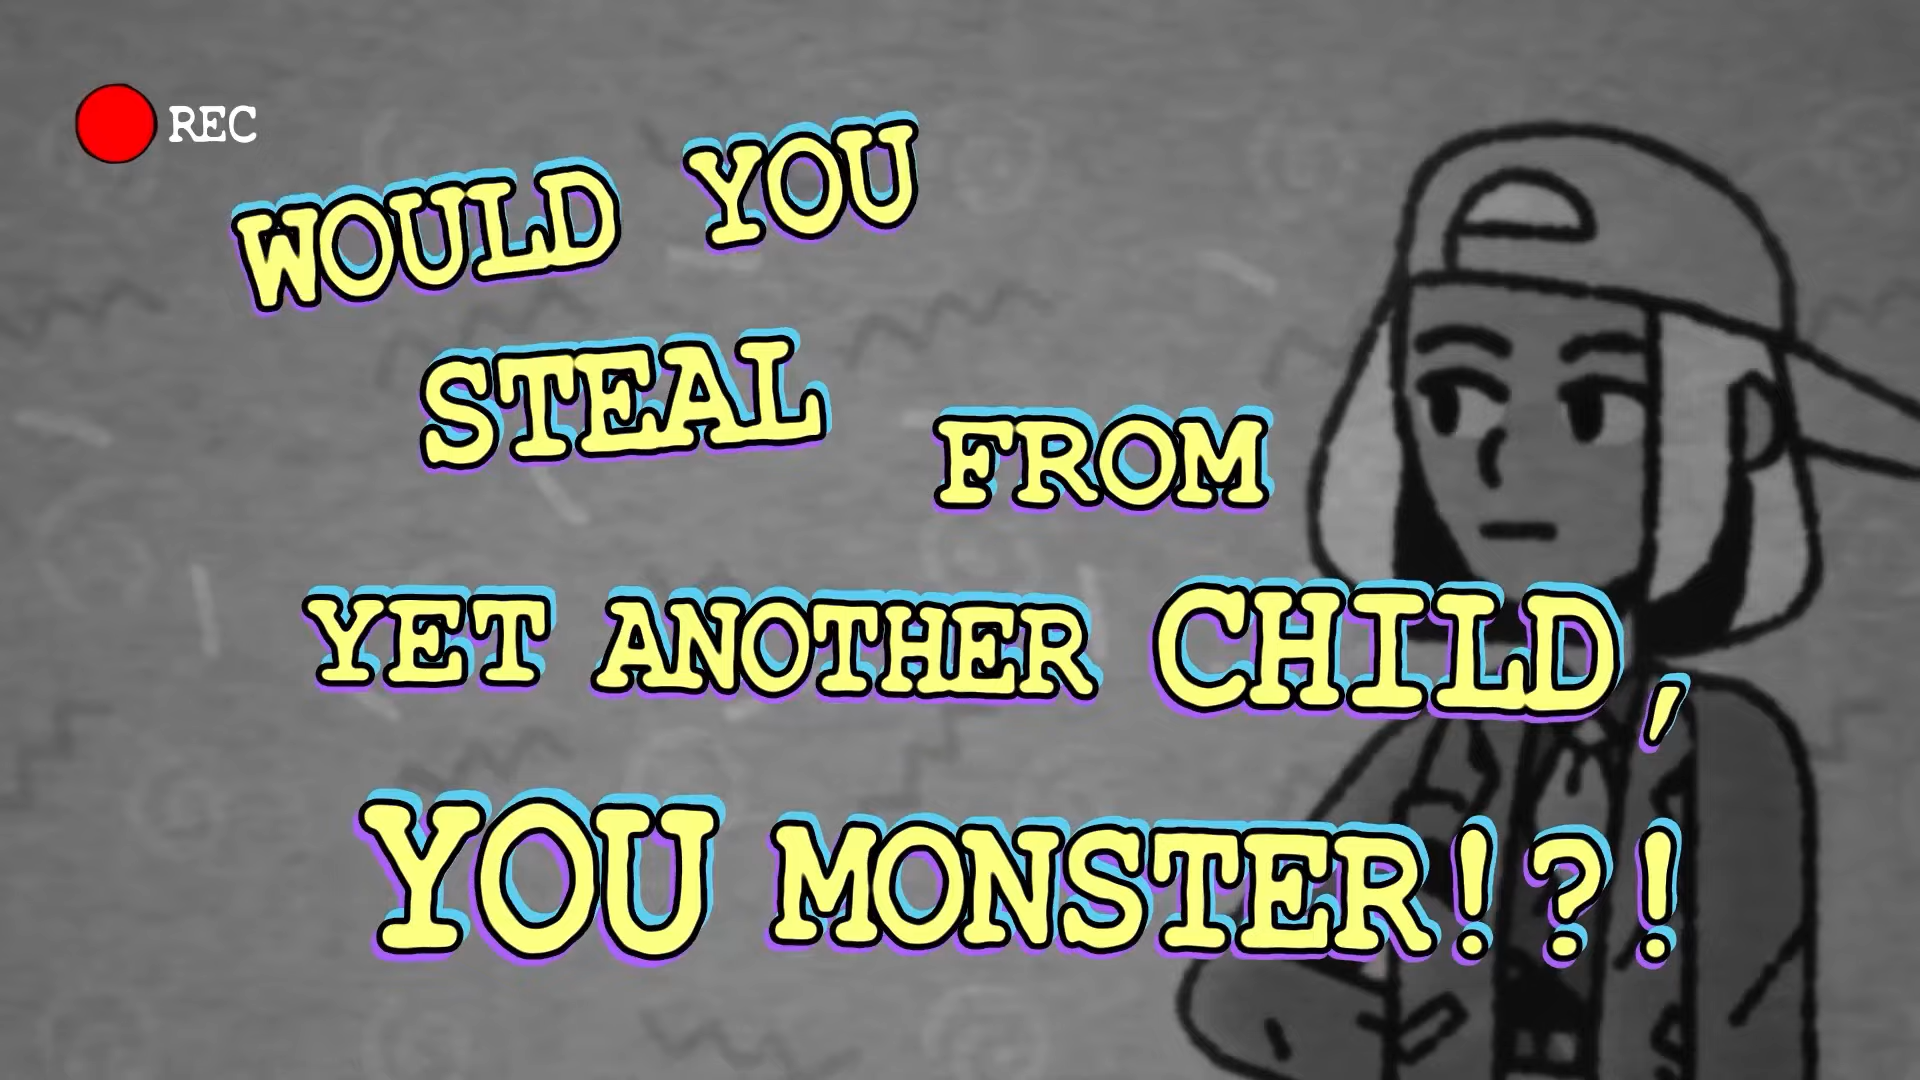 REC
WOULD YOU
STEAL FROM
YET ANOTHER CHILD,
YOU MONSTER!?!